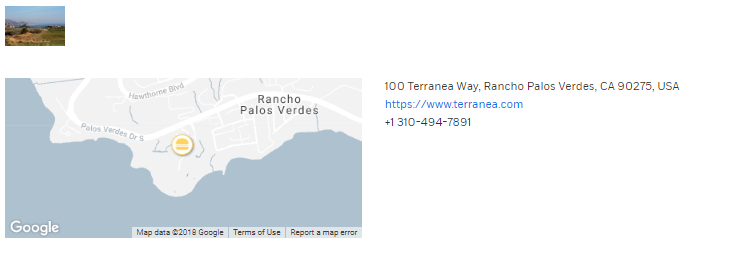 100 Terranea Way, Rancho Palos Verdes, CA 90275, USA
https://www.terranea.com
+1 310-494-7891
Hawthorne Blvd
Rancho
Palos Verdes
Palos Verdes Dr S
Google
Map data ©2018 Google
Terms of Use
Report a map error